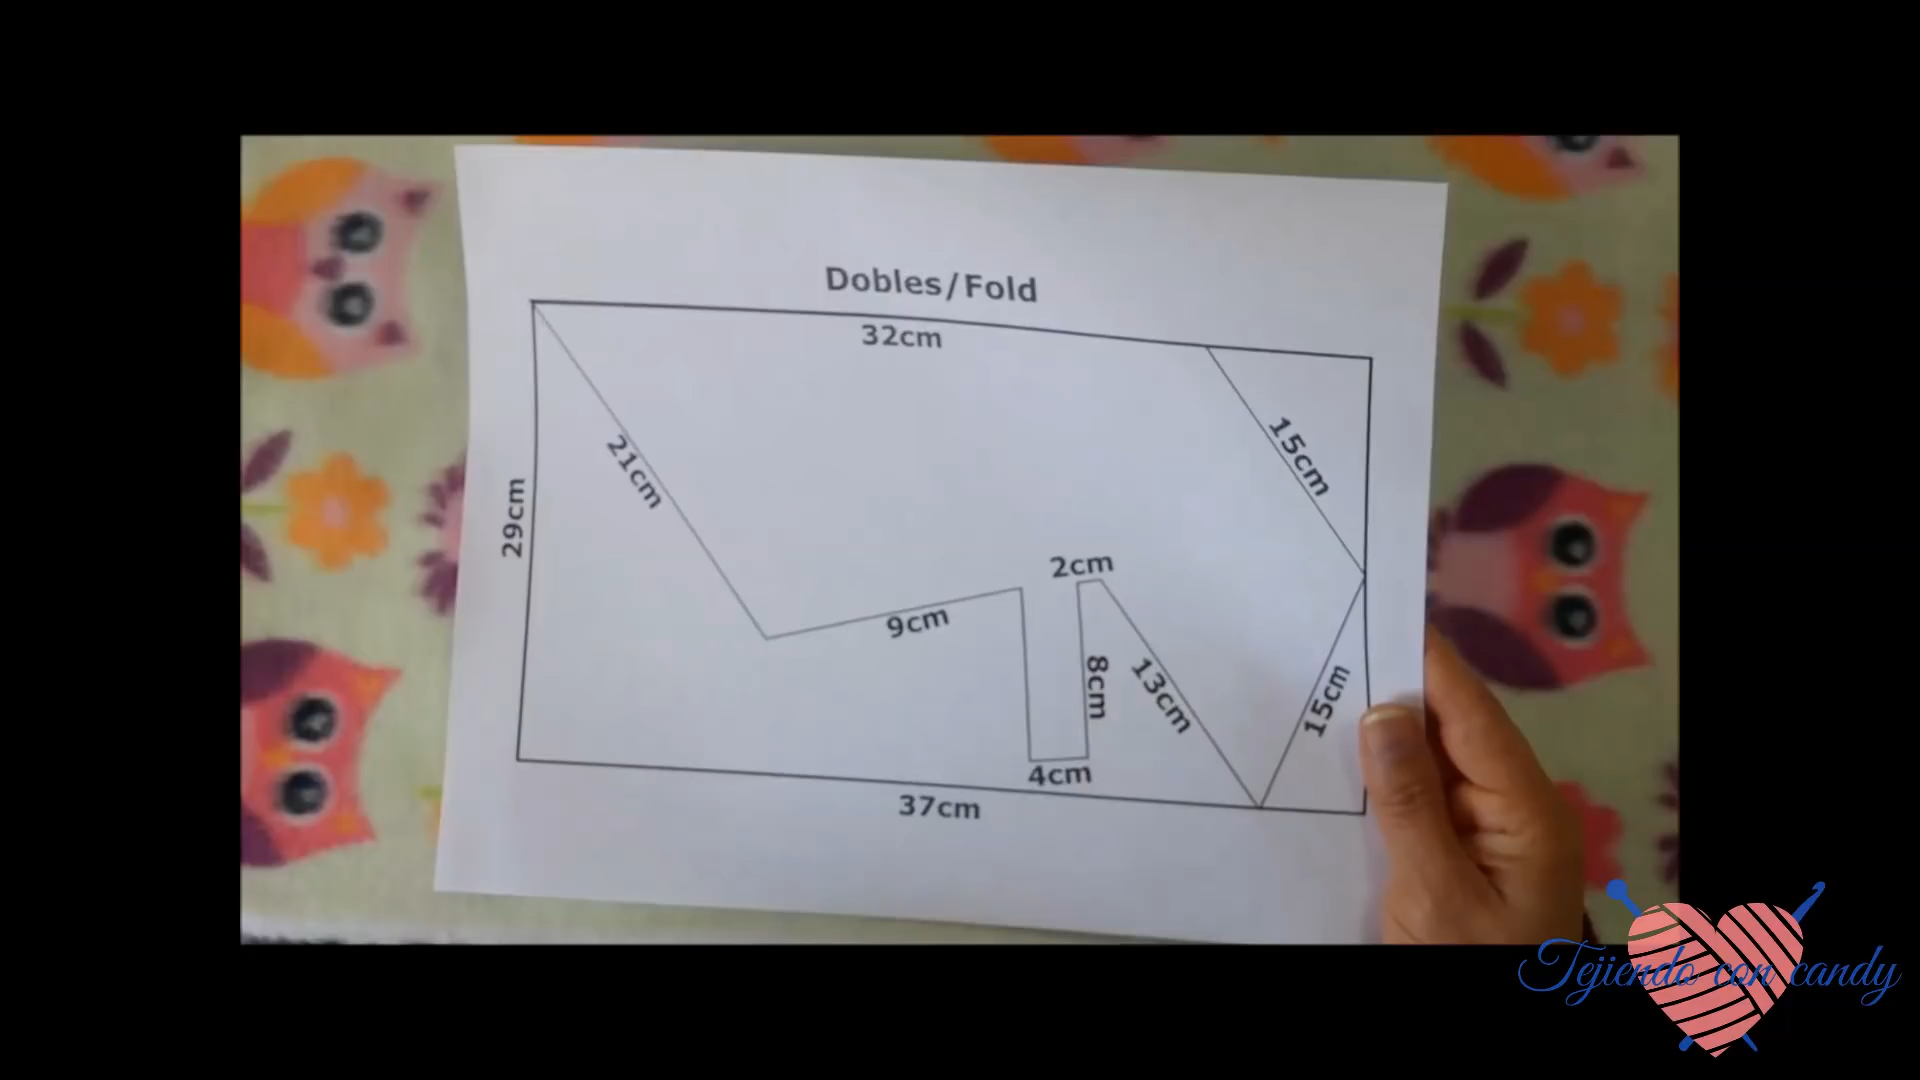 Dobles/Fold
32cm
21cm
15cm
29cm
2cm
9cm
8cm
13cm
15cm
4cm
37cm
Tejiendo con candy